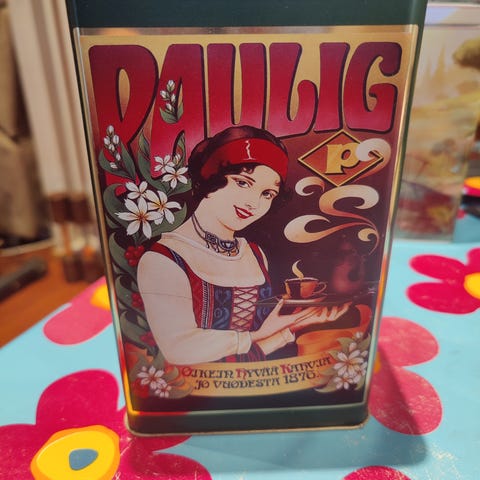 PAULIG
P
OIKEIN HYVÄÄ KAHVIA
JO VUODESTA 1876.